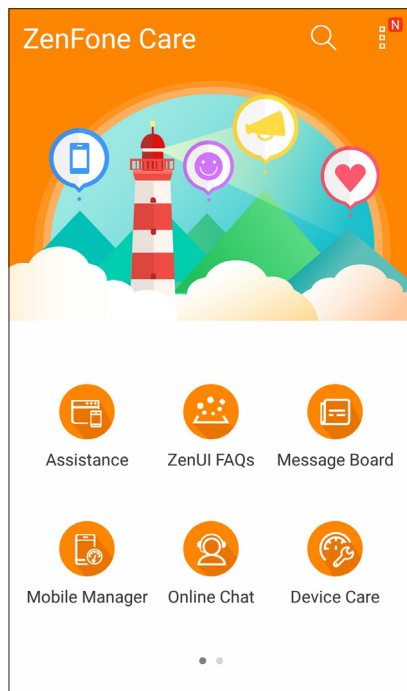 ZenFone Care
N
Assistance
ZenUI FAQs
Message Board
Mobile Manager
Online Chat
Device Care